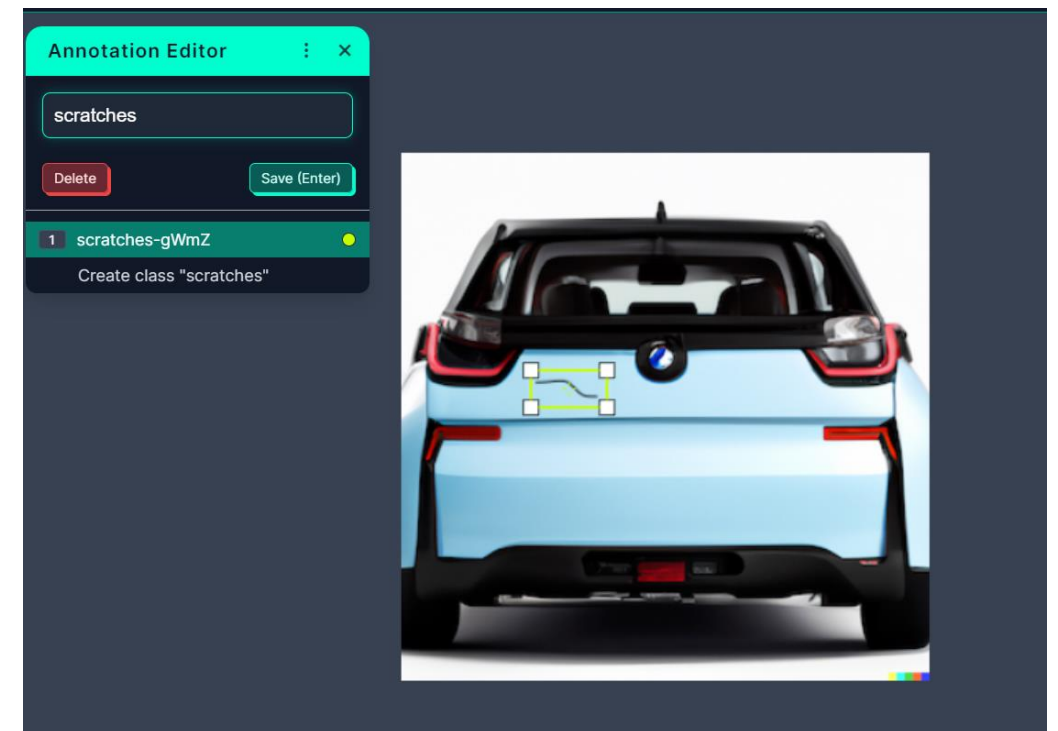 Annotation Editor
scratches
Delete
Save (Enter)
1 scratches-gWmZ
Create class "scratches"